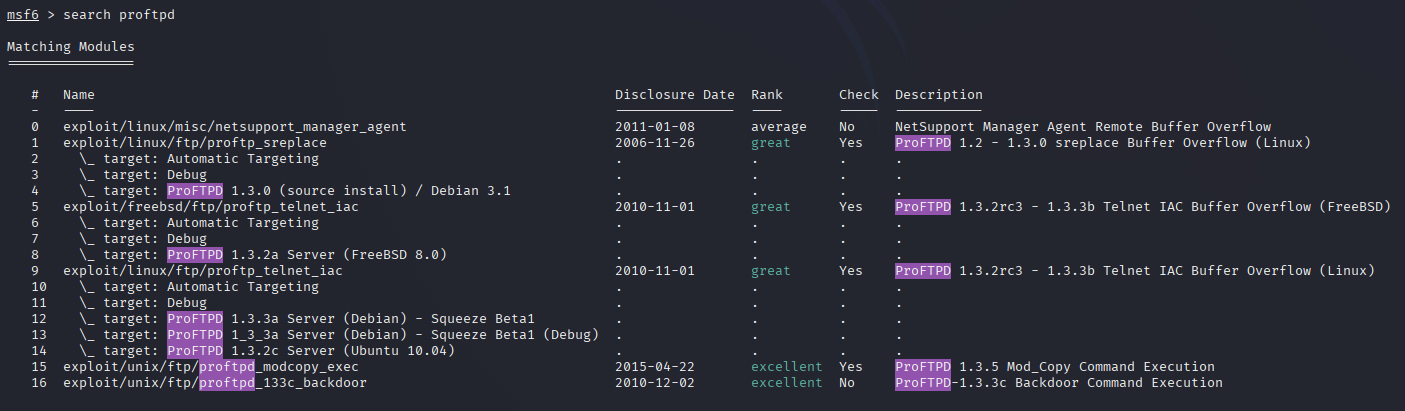 msf6 > search proftpd
Matching Modules
================
#   Name                                                                 Disclosure Date  Rank       Check  Description
-   ----                                                                 ---------------  ----       -----  -----------
0   exploit/linux/misc/netsupport_manager_agent                          2011-01-08       average    No     NetSupport Manager Agent Remote Buffer Overflow
1   exploit/linux/ftp/proftp_sreplace                                    2006-11-26       great      Yes    ProFTPD 1.2 - 1.3.0 sreplace Buffer Overflow (Linux)
2     \_ target: Automatic Targeting                                     .                .          .      .
3     \_ target: Debug                                                   .                .          .      .
4     \_ target: ProFTPD 1.3.0 (source install) / Debian 3.1             .                .          .      .
5   exploit/freebsd/ftp/proftp_telnet_iac                                2010-11-01       great      Yes    ProFTPD 1.3.2rc3 - 1.3.3b Telnet IAC Buffer Overflow (FreeBSD)
6     \_ target: Automatic Targeting                                     .                .          .      .
7     \_ target: Debug                                                   .                .          .      .
8     \_ target: ProFTPD 1.3.2a Server (FreeBSD 8.0)                     .                .          .      .
9   exploit/linux/ftp/proftp_telnet_iac                                  2010-11-01       great      Yes    ProFTPD 1.3.2rc3 - 1.3.3b Telnet IAC Buffer Overflow (Linux)
10    \_ target: Automatic Targeting                                     .                .          .      .
11    \_ target: Debug                                                   .                .          .      .
12    \_ target: ProFTPD 1.3.3a Server (Debian) - Squeeze Beta1          .                .          .      .
13    \_ target: ProFTPD 1_3_3a Server (Debian) - Squeeze Beta1 (Debug)  .                .          .      .
14    \_ target: ProFTPD 1.3.2c Server (Ubuntu 10.04)                    .                .          .      .
15  exploit/unix/ftp/proftpd_modcopy_exec                                2015-04-22       excellent  Yes    ProFTPD 1.3.5 Mod_Copy Command Execution
16  exploit/unix/ftp/proftpd_133c_backdoor                               2010-12-02       excellent  No     ProFTPD-1.3.3c Backdoor Command Execution